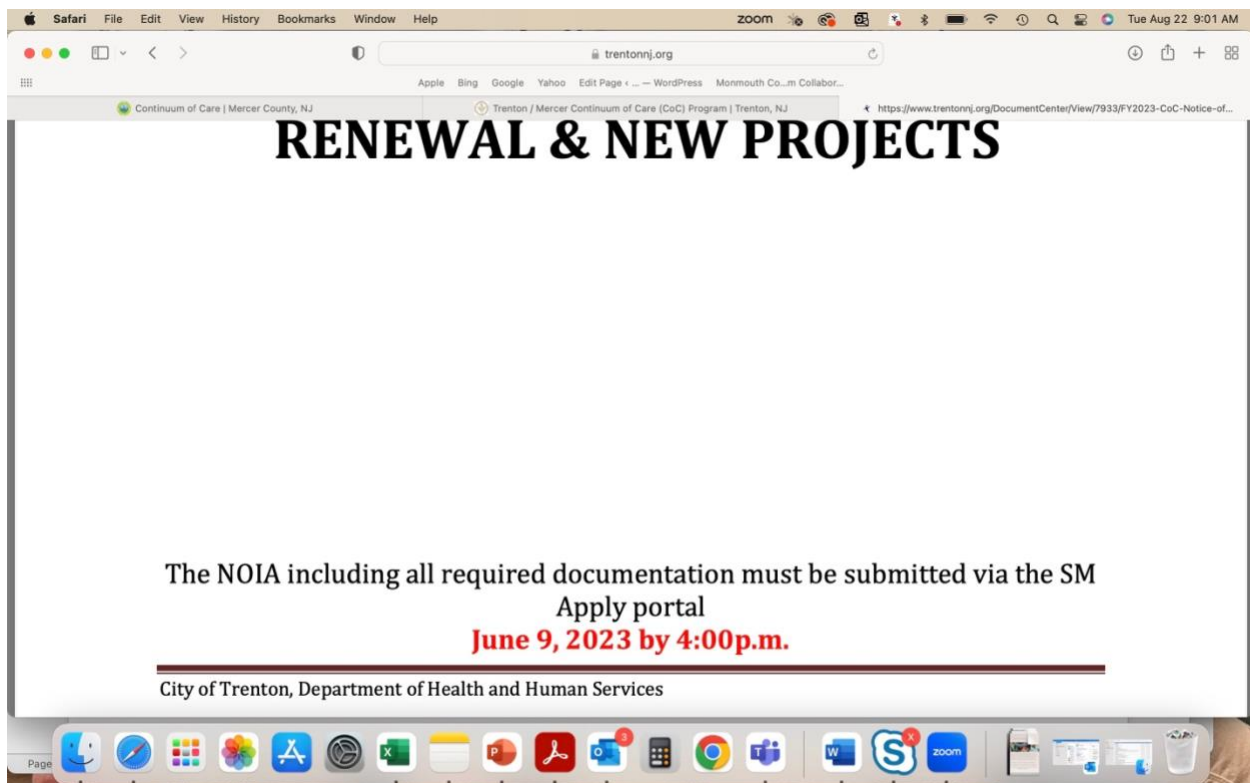 Safari File Edit View History Bookmarks Window Help zoom Tue Aug 22 9:01 AM
trentonnj.org
Apple Bing Google Yahoo Edit Page < ... — WordPress Monmouth Co...m Collabor...
Continuum of Care | Mercer County, NJ Trenton / Mercer Continuum of Care (CoC) Program | Trenton, NJ https://www.trentonnj.org/DocumentCenter/View/7933/FY2023-CoC-Notice-of...
RENEWAL & NEW PROJECTS
The NOIA including all required documentation must be submitted via the SM
Apply portal
June 9, 2023 by 4:00p.m.
City of Trenton, Department of Health and Human Services
Page
3
zoom